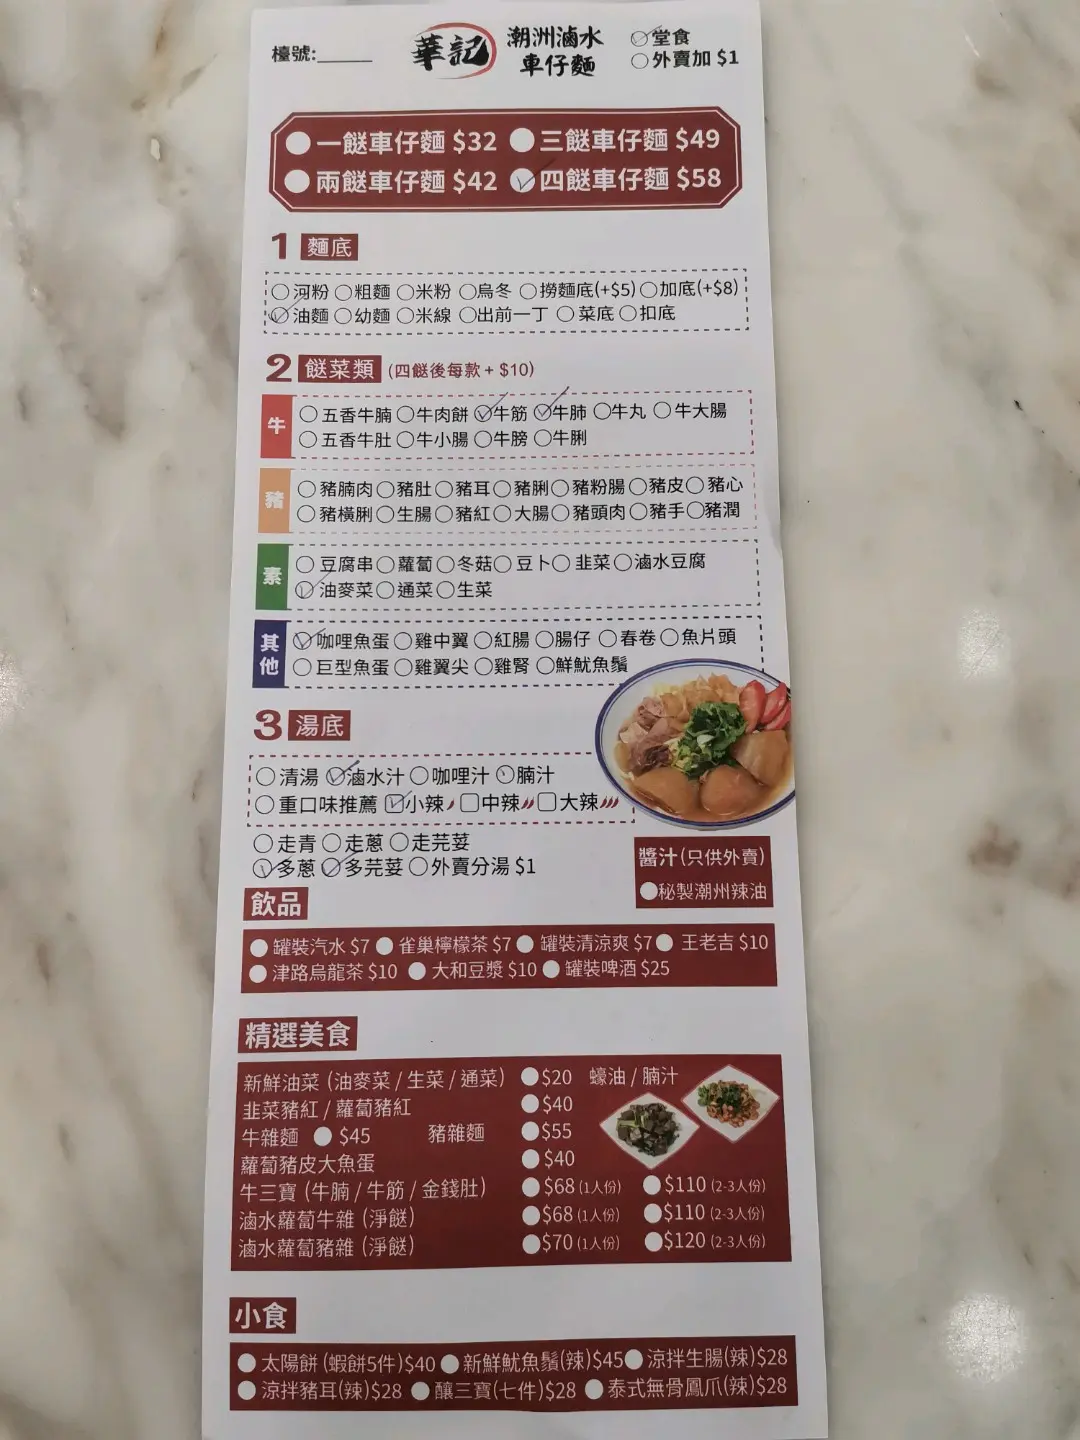 檯號:
華記
潮洲滷水
車仔麵
堂食
外賣加 $1
一餸車仔麵 $32 三餸車仔麵 $49
兩餸車仔麵 $42 四餸車仔麵 $58
1 麵底
河粉 粗麵 米粉 烏冬 撈麵底(+$5) 加底(+$8)
油麵 幼麵 米線 出前一丁 菜底 扣底
2 餸菜類 (四餸後每款 + $10)
牛
五香牛腩 牛肉餅 牛筋 牛肺 牛丸 牛大腸
五香牛肚 牛小腸 牛膀 牛脷
豬
豬腩肉 豬肚 豬耳 豬脷 豬粉腸 豬皮 豬心
豬橫脷 生腸 豬紅 大腸 豬頭肉 豬手 豬潤
素
豆腐串 蘿蔔 冬菇 豆卜 韭菜 滷水豆腐
油麥菜 通菜 生菜
其他
咖哩魚蛋 雞中翼 紅腸 腸仔 春卷 魚片頭
巨型魚蛋 雞翼尖 雞腎 鮮魷魚鬚
3 湯底
清湯 滷水汁 咖哩汁 腩汁
重口味推薦 小辣 中辣 大辣
走青 走蔥 走芫荽
多蔥 多芫荽 外賣分湯 $1
醬汁(只供外賣)
秘製潮州辣油
飲品
罐裝汽水 $7 雀巢檸檬茶 $7 罐裝清涼爽 $7 王老吉 $10
津路烏龍茶 $10 大和豆漿 $10 罐裝啤酒 $25
精選美食
新鮮油菜 (油麥菜 / 生菜 / 通菜) $20 蠔油 / 腩汁
韭菜豬紅 / 蘿蔔豬紅 $40
牛雜麵 $45 豬雜麵 $55
蘿蔔豬皮大魚蛋 $40
牛三寶 (牛腩 / 牛筋 / 金錢肚) $68 (1人份) $110 (2-3人份)
滷水蘿蔔牛雜 (淨餸) $68 (1人份) $110 (2-3人份)
滷水蘿蔔豬雜 (淨餸) $70 (1人份) $120 (2-3人份)
小食
太陽餅 (蝦餅5件)$40 新鮮魷魚鬚(辣)$45 涼拌生腸(辣)$28
涼拌豬耳(辣)$28 釀三寶(七件)$28 泰式無骨鳳爪(辣)$28